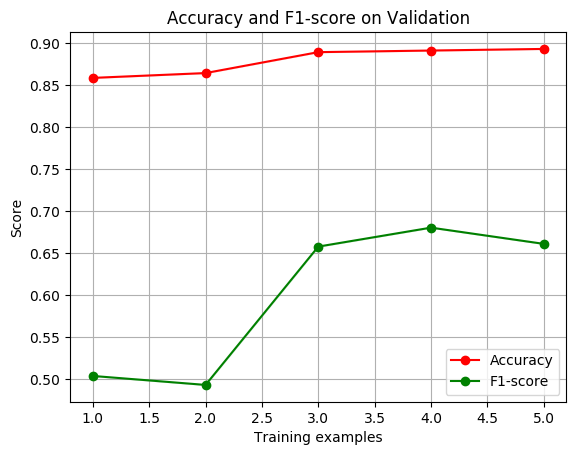 Accuracy and F1-score on Validation
Score
0.90
0.85
0.80
0.75
0.70
0.65
0.60
0.55
0.50
1.0 1.5 2.0 2.5 3.0 3.5 4.0 4.5 5.0
Training examples
Accuracy
F1-score